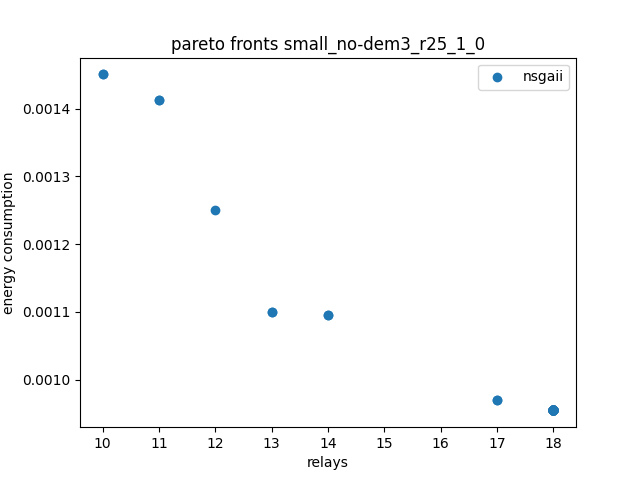 pareto fronts small_no-dem3_r25_1_0
nsgaii
0.0014
0.0013
0.0012
0.0011
0.0010
energy consumption
10 11 12 13 14 15 16 17 18
relays